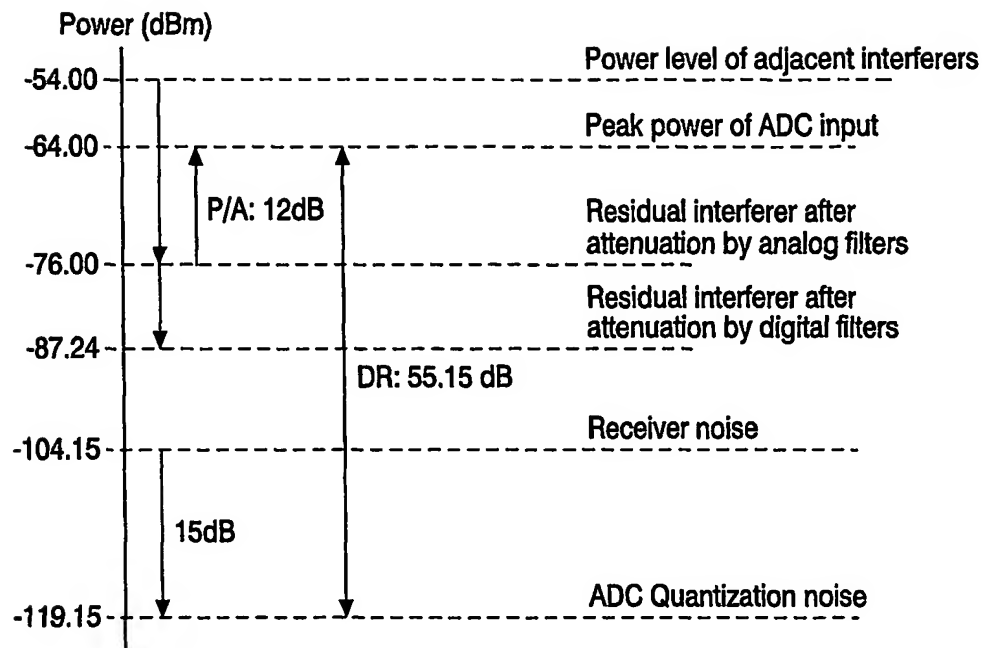 Power (dBm)
-54.00
Power level of adjacent interferers
-64.00
Peak power of ADC input
P/A: 12dB
-76.00
Residual interferer after
attenuation by analog filters
-87.24
Residual interferer after
attenuation by digital filters
DR: 55.15 dB
-104.15
Receiver noise
15dB
-119.15
ADC Quantization noise